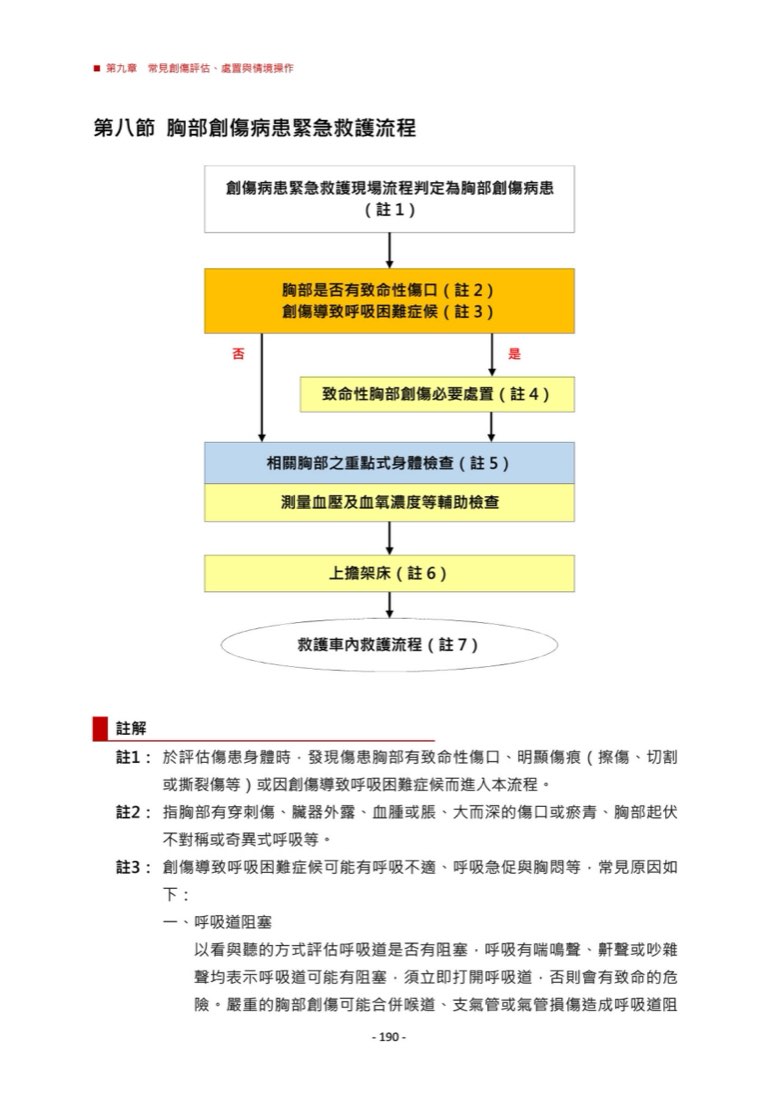 ■ 第九章　常見創傷評估、處置與情境操作
第八節 胸部創傷病患緊急救護流程
創傷病患緊急救護現場流程判定為胸部創傷病患
（註1）
胸部是否有致命性傷口（註2）
創傷導致呼吸困難症候（註3）
否
是
致命性胸部創傷必要處置（註4）
相關胸部之重點式身體檢查（註5）
測量血壓及血氧濃度等輔助檢查
上擔架床（註6）
救護車內救護流程（註7）
註解
註1：於評估傷患身體時，發現傷患胸部有致命性傷口、明顯傷痕（擦傷、切割
或撕裂傷等）或因創傷導致呼吸困難症候而進入本流程。
註2：指胸部有穿刺傷、臟器外露、血腫或脹、大而深的傷口或瘀青、胸部起伏
不對稱或奇異式呼吸等。
註3：創傷導致呼吸困難症候可能有呼吸不適、呼吸急促與胸悶等，常見原因如
下：
一、呼吸道阻塞
以看與聽的方式評估呼吸道是否有阻塞，呼吸有喘鳴聲、鼾聲或吵雜
聲均表示呼吸道可能有阻塞，須立即打開呼吸道，否則會有致命的危
險。嚴重的胸部創傷可能合併喉道、支氣管或氣管損傷造成呼吸道阻
- 190 -